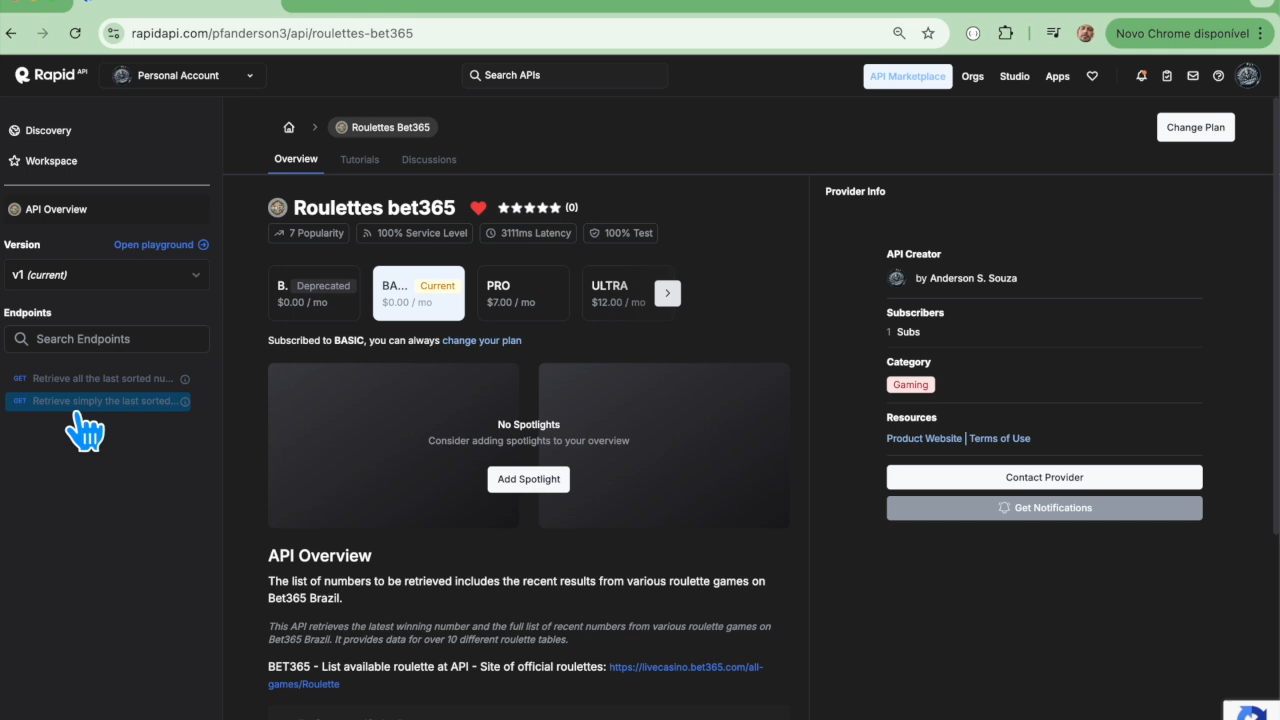 rapidapi.com/pfanderson3/api/roulettes-bet365
Novo Chrome disponível
Rapid API
Personal Account
Search APIs
API Marketplace
Orgs
Studio
Apps
Discovery
Workspace
API Overview
Version
Open playground
v1 (current)
Endpoints
Search Endpoints
GET Retrieve all the last sorted nu...
GET Retrieve simply the last sorted...
Roulettes Bet365
Change Plan
Overview
Tutorials
Discussions
Roulettes bet365
(0)
7 Popularity
100% Service Level
3111ms Latency
100% Test
B. Deprecated
$0.00 / mo
BA... Current
$0.00 / mo
PRO
$7.00 / mo
ULTRA
$12.00 / mo
Subscribed to BASIC, you can always change your plan
No Spotlights
Consider adding spotlights to your overview
Add Spotlight
API Overview
The list of numbers to be retrieved includes the recent results from various roulette games on
Bet365 Brazil.
This API retrieves the latest winning number and the full list of recent numbers from various roulette games on
Bet365 Brazil. It provides data for over 10 different roulette tables.
BET365 - List available roulette at API - Site of official roulettes: https://livecasino.bet365.com/all-
games/Roulette
Provider Info
API Creator
by Anderson S. Souza
Subscribers
1 Subs
Category
Gaming
Resources
Product Website | Terms of Use
Contact Provider
Get Notifications